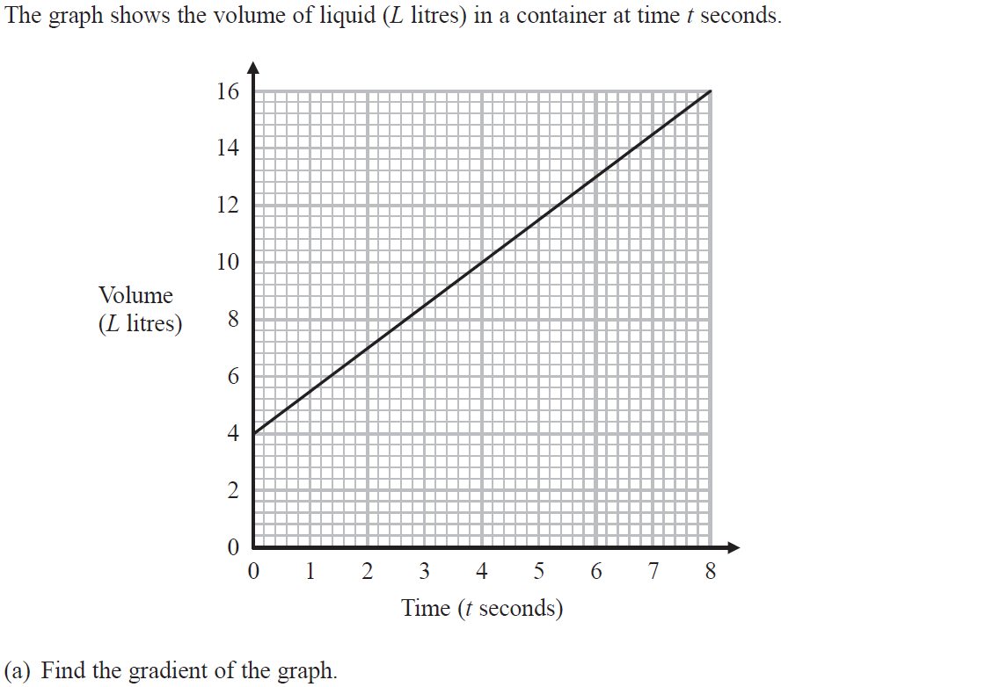 The graph shows the volume of liquid (L litres) in a container at time t seconds.
16
14
12
10
Volume
(L litres)
8
6
4
2
0
0 1 2 3 4 5 6 7 8
Time (t seconds)
(a) Find the gradient of the graph.